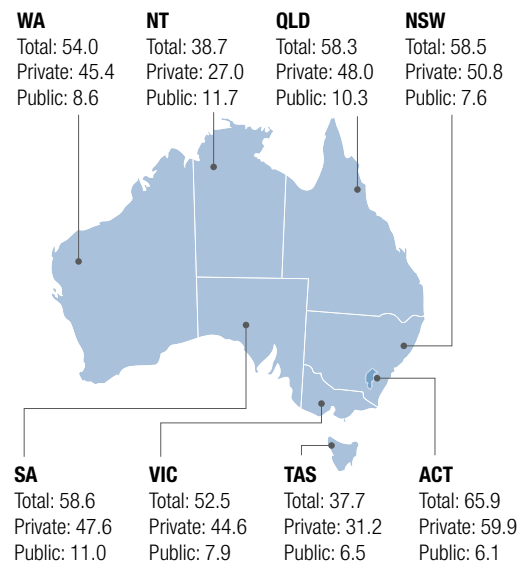 WA
Total: 54.0
Private: 45.4
Public: 8.6
NT
Total: 38.7
Private: 27.0
Public: 11.7
QLD
Total: 58.3
Private: 48.0
Public: 10.3
NSW
Total: 58.5
Private: 50.8
Public: 7.6
SA
Total: 58.6
Private: 47.6
Public: 11.0
VIC
Total: 52.5
Private: 44.6
Public: 7.9
TAS
Total: 37.7
Private: 31.2
Public: 6.5
ACT
Total: 65.9
Private: 59.9
Public: 6.1